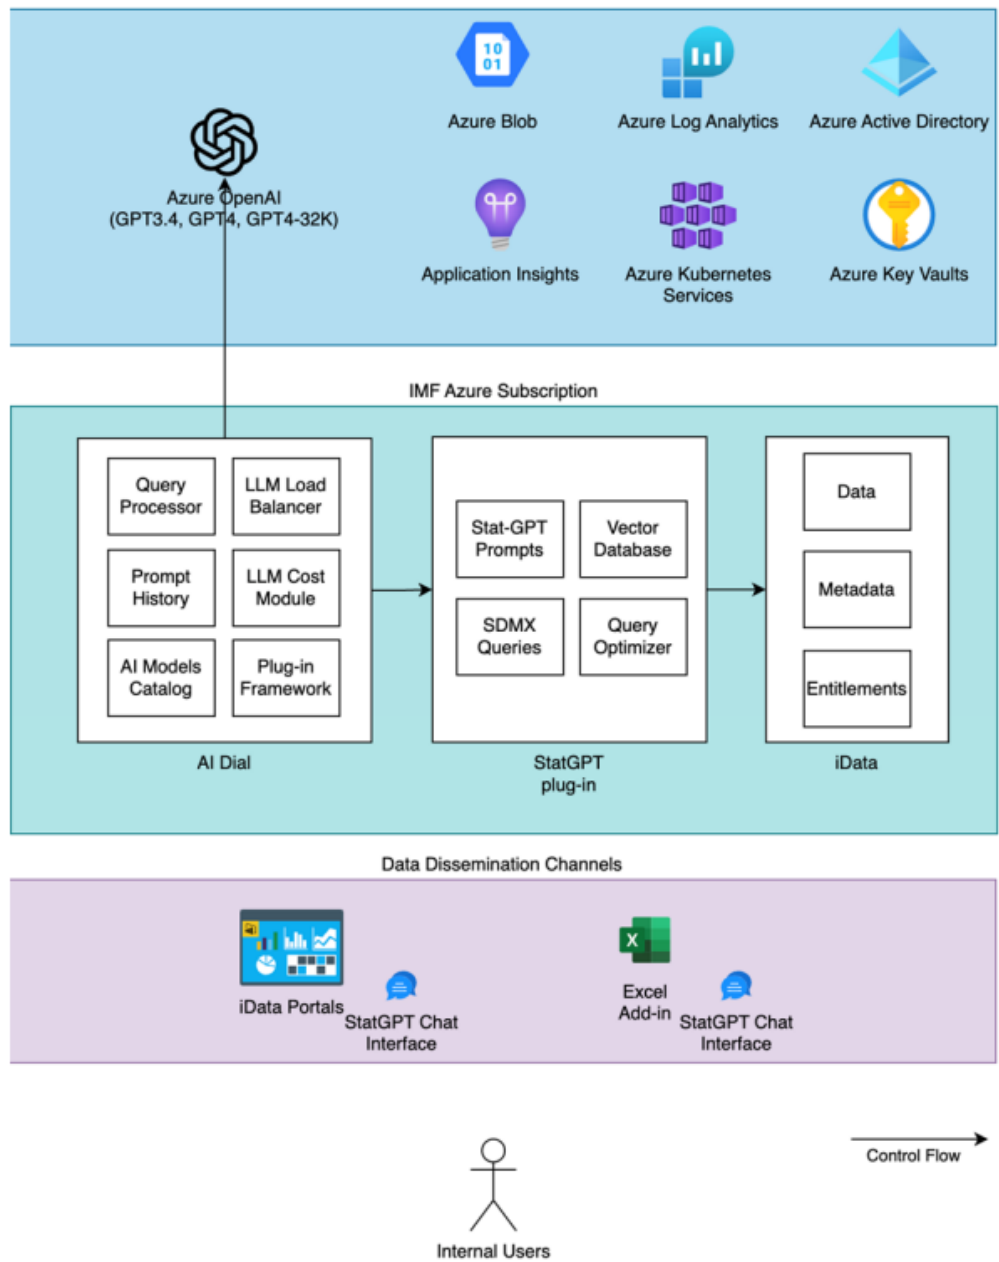 10
01
Azure Blob
Azure Log Analytics
Azure Active Directory
Azure OpenAI
(GPT3.4, GPT4, GPT4-32K)
Application Insights
Azure Kubernetes
Services
Azure Key Vaults
IMF Azure Subscription
Query
Processor
LLM Load
Balancer
Prompt
History
LLM Cost
Module
AI Models
Catalog
Plug-in
Framework
AI Dial
Stat-GPT
Prompts
Vector
Database
SDMX
Queries
Query
Optimizer
StatGPT
plug-in
Data
Metadata
Entitlements
iData
Data Dissemination Channels
iData Portals
StatGPT Chat
Interface
X
Excel
Add-in
StatGPT Chat
Interface
Control Flow
Internal Users